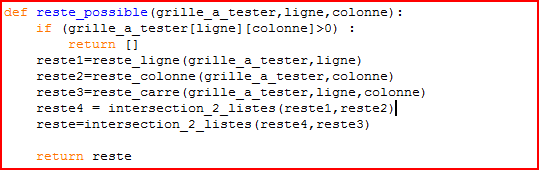 def reste_possible(grille_a_tester,ligne,colonne):
    if (grille_a_tester[ligne][colonne]>0) :
        return []
    reste1=reste_ligne(grille_a_tester,ligne)
    reste2=reste_colonne(grille_a_tester,colonne)
    reste3=reste_carre(grille_a_tester,ligne,colonne)
    reste4 = intersection_2_listes(reste1,reste2)
    reste=intersection_2_listes(reste4,reste3)

    return reste